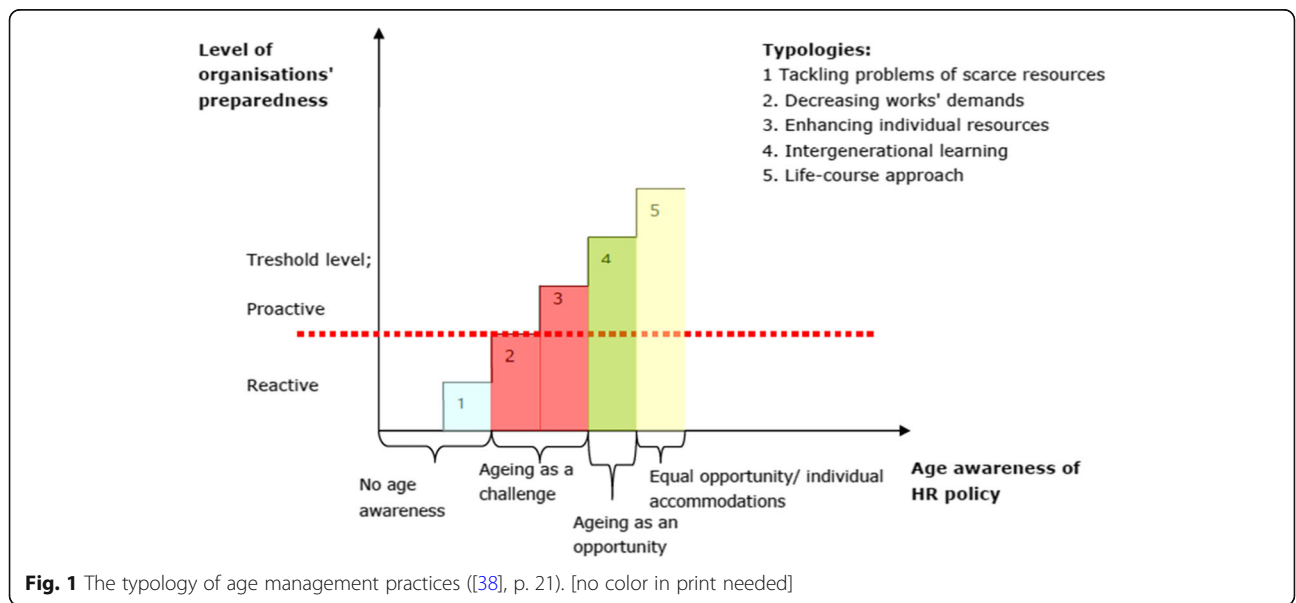 Level of
organisations'
preparedness
Typologies:
1 Tackling problems of scarce resources
2. Decreasing works' demands
3. Enhancing individual resources
4. Intergenerational learning
5. Life-course approach
5
4
Treshold level;
3
Proactive
2
Reactive
1
No age
awareness
Ageing as a
challenge
Ageing as an
opportunity
Equal opportunity/ individual
accommodations
Age awareness of
HR policy
Fig. 1 The typology of age management practices ([38], p. 21). [no color in print needed]